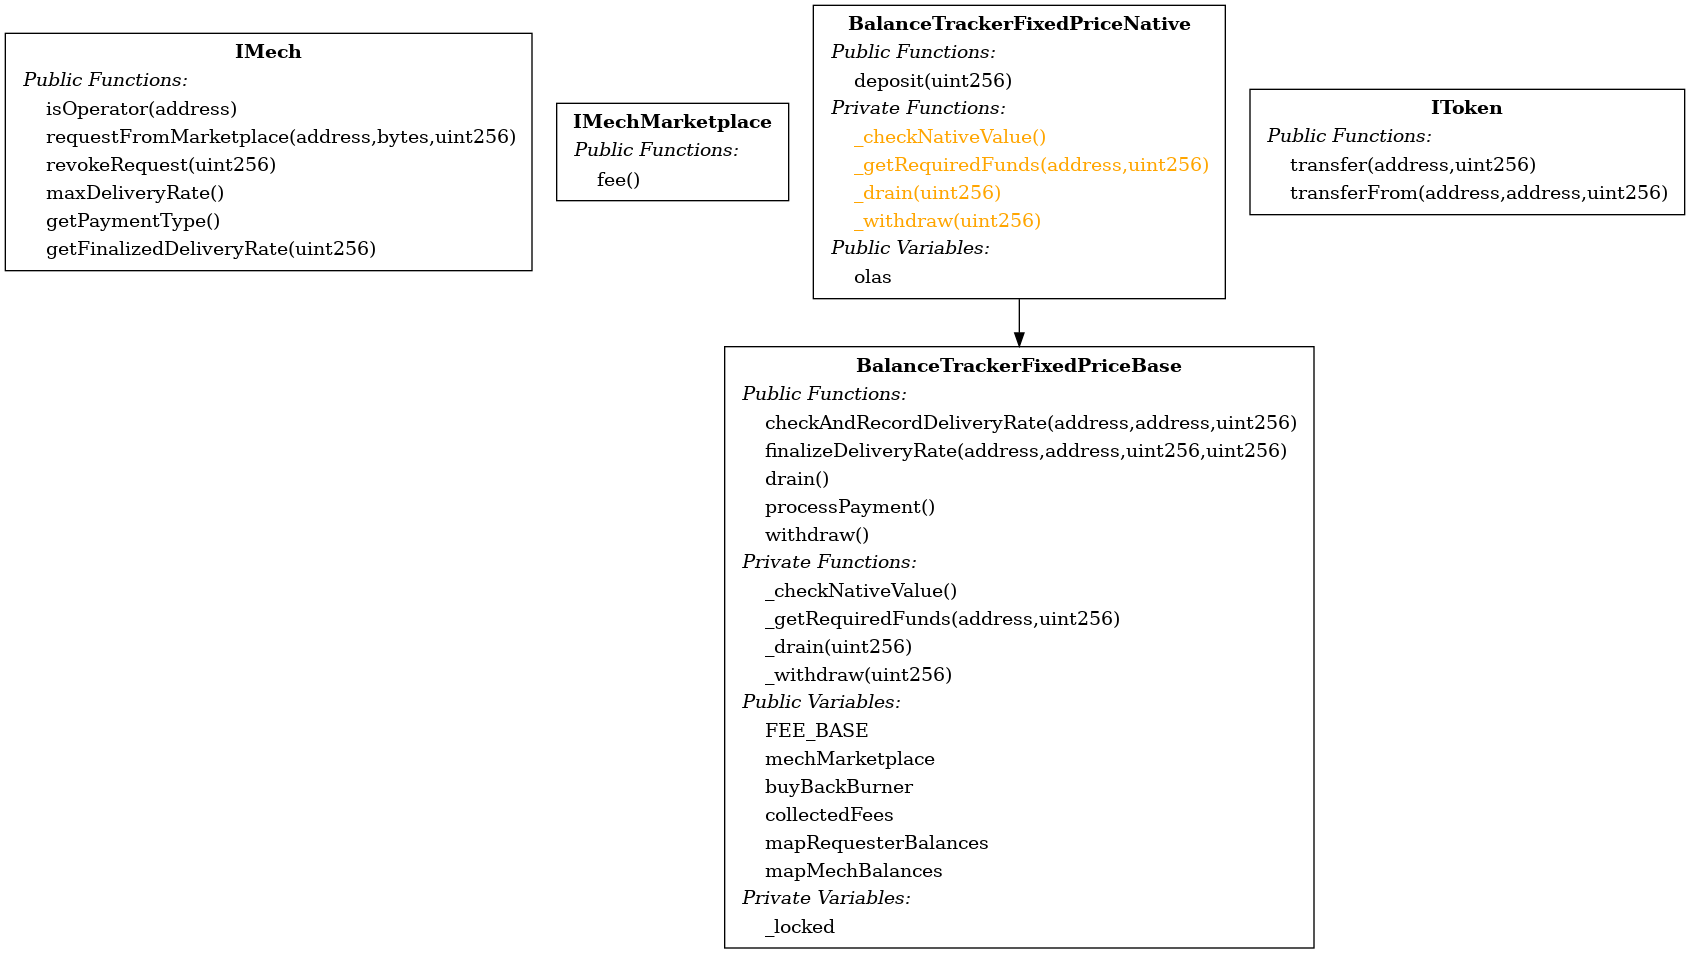 IMech
Public Functions:
isOperator(address)
requestFromMarketplace(address,bytes,uint256)
revokeRequest(uint256)
maxDeliveryRate()
getPaymentType()
getFinalizedDeliveryRate(uint256)
IMechMarketplace
Public Functions:
fee()
BalanceTrackerFixedPriceNative
Public Functions:
deposit(uint256)
Private Functions:
_checkNativeValue()
_getRequiredFunds(address,uint256)
_drain(uint256)
_withdraw(uint256)
Public Variables:
olas
IToken
Public Functions:
transfer(address,uint256)
transferFrom(address,address,uint256)
BalanceTrackerFixedPriceBase
Public Functions:
checkAndRecordDeliveryRate(address,address,uint256)
finalizeDeliveryRate(address,address,uint256,uint256)
drain()
processPayment()
withdraw()
Private Functions:
_checkNativeValue()
_getRequiredFunds(address,uint256)
_drain(uint256)
_withdraw(uint256)
Public Variables:
FEE_BASE
mechMarketplace
buyBackBurner
collectedFees
mapRequesterBalances
mapMechBalances
Private Variables:
_locked